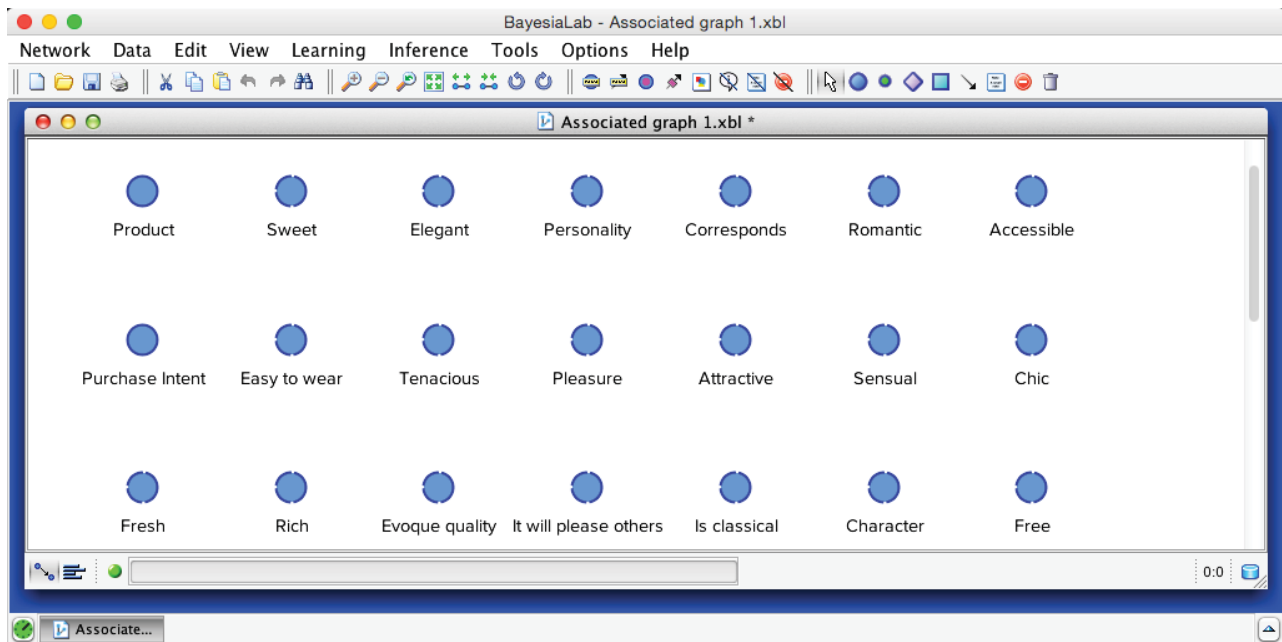 BayesiaLab - Associated graph 1.xbl
Network Data Edit View Learning Inference Tools Options Help
Associated graph 1.xbl *
Product Sweet Elegant Personality Corresponds Romantic Accessible
Purchase Intent Easy to wear Tenacious Pleasure Attractive Sensual Chic
Fresh Rich Evoque quality It will please others Is classical Character Free
0:0
Associate...